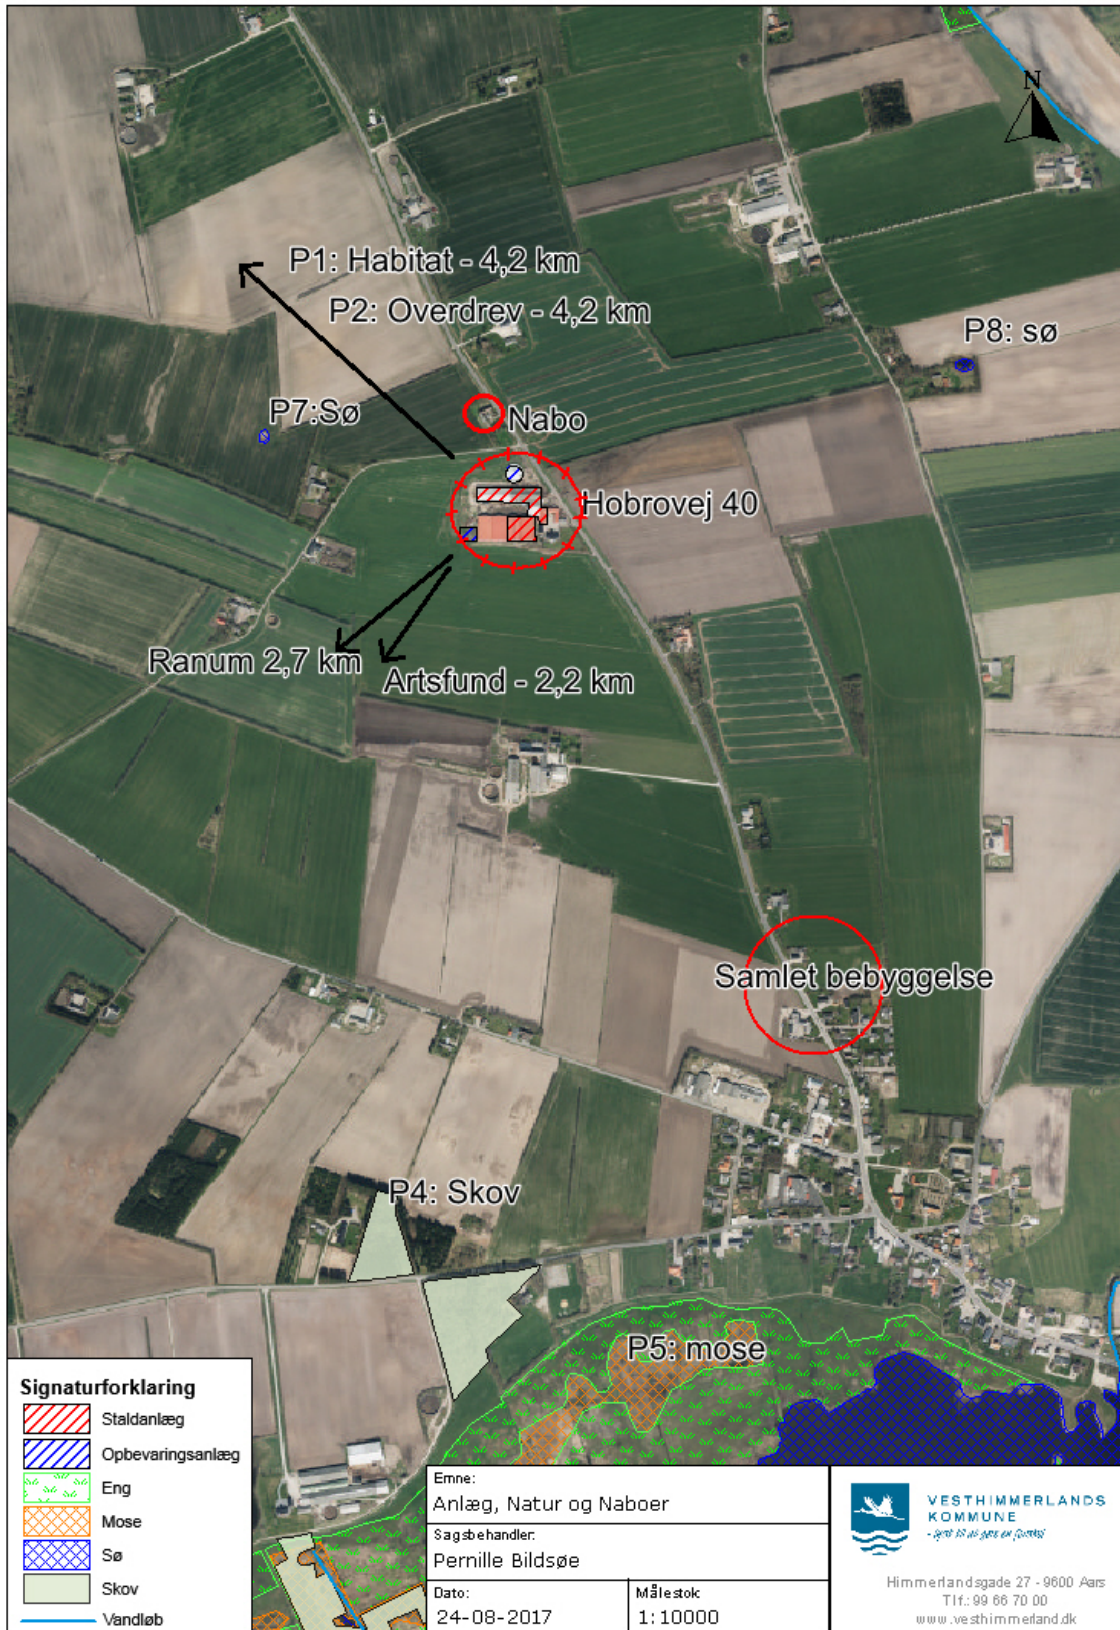 N
P1: Habitat - 4,2 km
P2: Overdrev - 4,2 km
P8: sø
P7:Sø
Nabo
Hobrovej 40
Ranum 2,7 km
Artsfund - 2,2 km
Samlet bebyggelse
P4: Skov
P5: mose
Signaturforklaring
Staldanlæg
Opbevaringsanlæg
Eng
Mose
Sø
Skov
Vandløb
Emne:
Anlæg, Natur og Naboer
Sagsbehandler:
Pernille Bildsøe
Dato:
24-08-2017
Målestok
1:10000
VESTHIMMERLANDS
KOMMUNE
Himmerlandsgade 27 - 9600 Aars
Tlf.: 99 66 70 00
www.vesthimmerland.dk